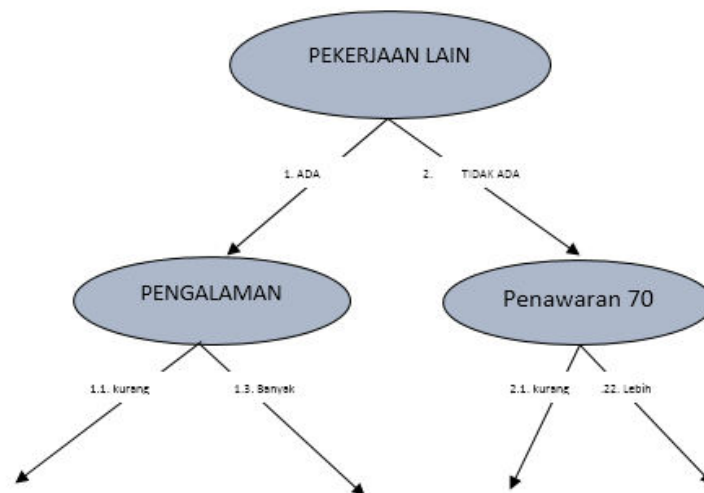 PEKERJAAN LAIN
1. ADA
2. TIDAK ADA
PENGALAMAN
Penawaran 70
1.1. kurang
1.3. Banyak
2.1. kurang
.22. Lebih